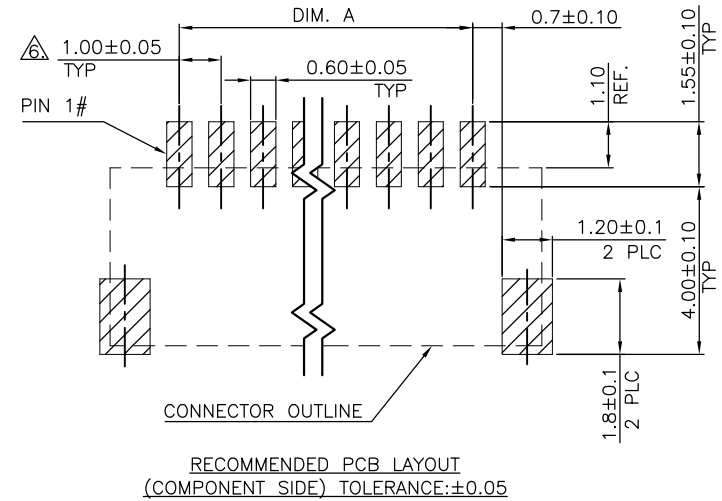 DIM. A
0.7±0.10
6.
1.00±0.05
TYP
0.60±0.05
TYP
1.10
REF.
1.55±0.10
TYP
PIN 1#
1.20±0.1
2 PLC
4.00±0.10
TYP
1.8±0.1
2 PLC
CONNECTOR OUTLINE
RECOMMENDED PCB LAYOUT
(COMPONENT SIDE) TOLERANCE:±0.05